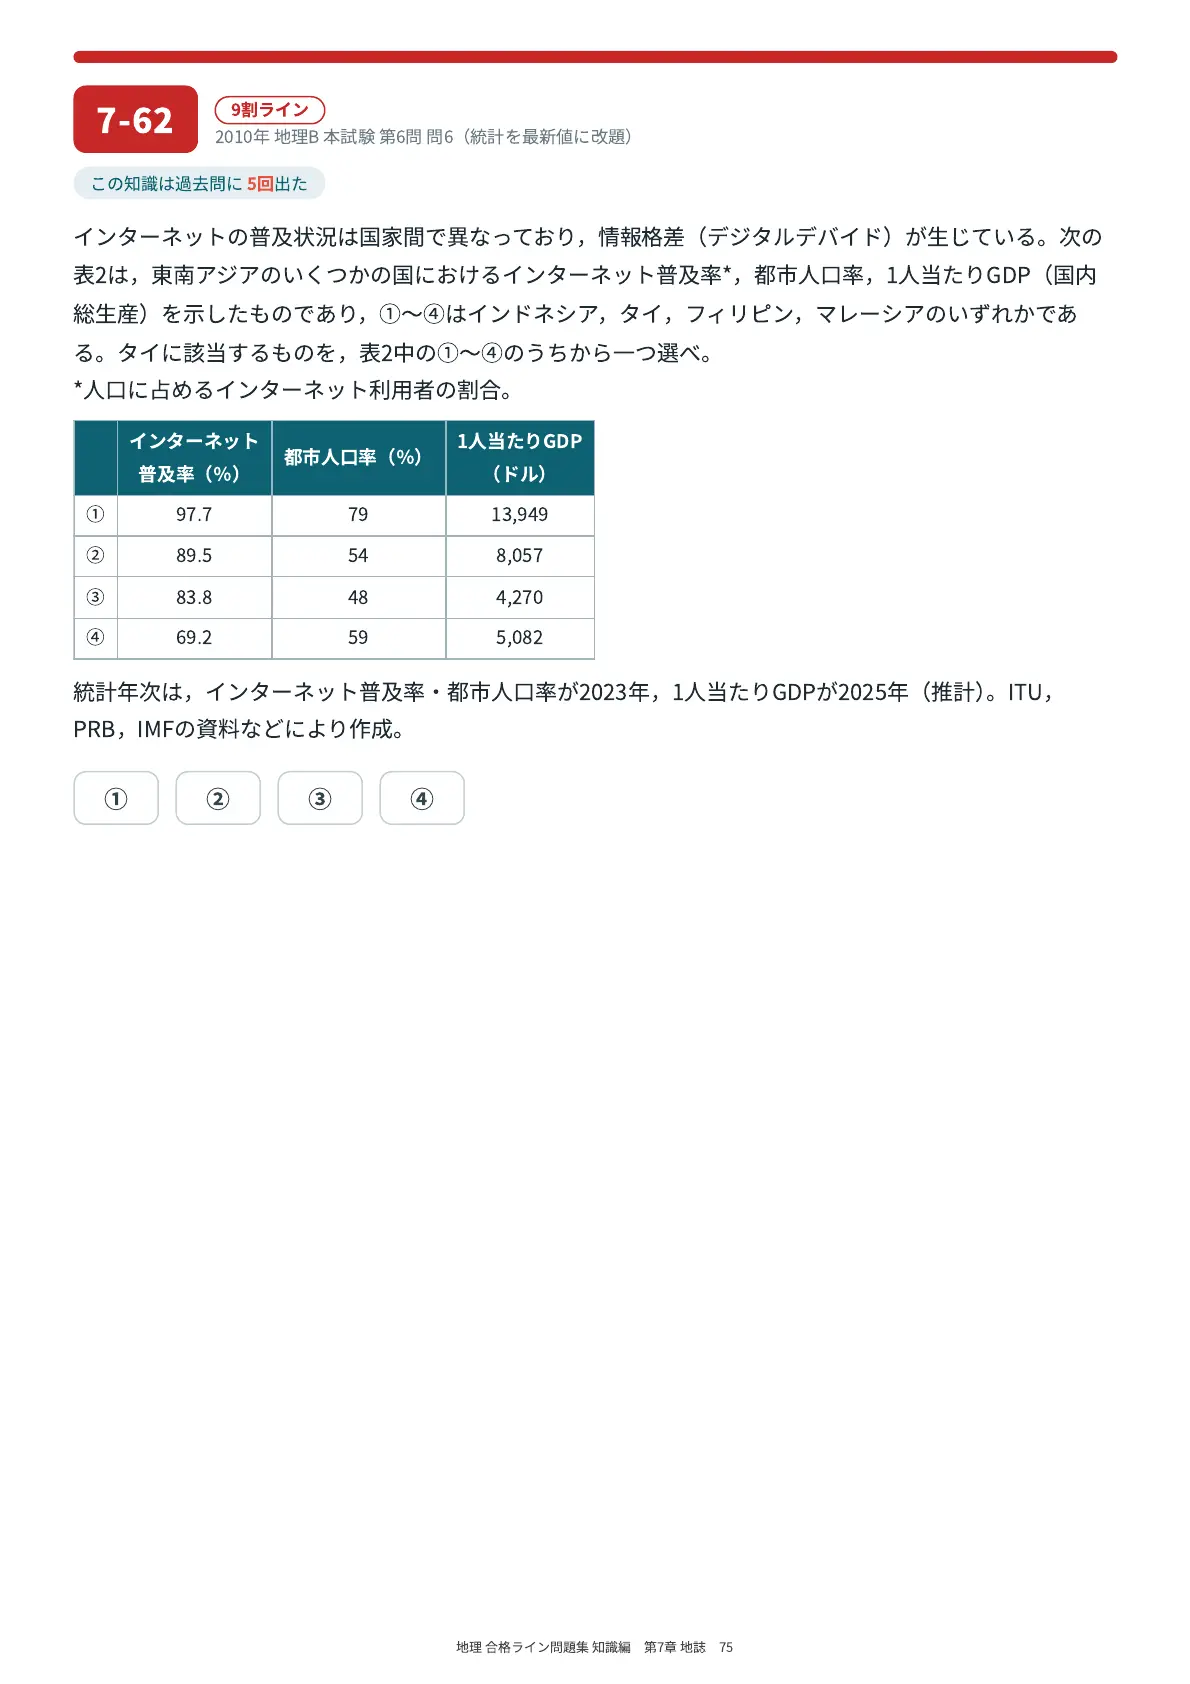 7-62
9割ライン
2010年 地理B 本試験 第6問 問6（統計を最新値に改題）
この知識は過去問に 5回出た
インターネットの普及状況は国家間で異なっており，情報格差（デジタルデバイド）が生じている。次の
表2は，東南アジアのいくつかの国におけるインターネット普及率*，都市人口率，1人当たりGDP（国内
総生産）を示したものであり，①〜④はインドネシア，タイ，フィリピン，マレーシアのいずれかであ
る。タイに該当するものを，表2中の①〜④のうちから一つ選べ。
*人口に占めるインターネット利用者の割合。
インターネット普及率（%） 都市人口率（%） 1人当たりGDP（ドル）
① 97.7 79 13,949
② 89.5 54 8,057
③ 83.8 48 4,270
④ 69.2 59 5,082
統計年次は，インターネット普及率・都市人口率が2023年，1人当たりGDPが2025年（推計）。ITU，
PRB，IMFの資料などにより作成。
① ② ③ ④
地理 合格ライン問題集 知識編 第7章 地誌 75